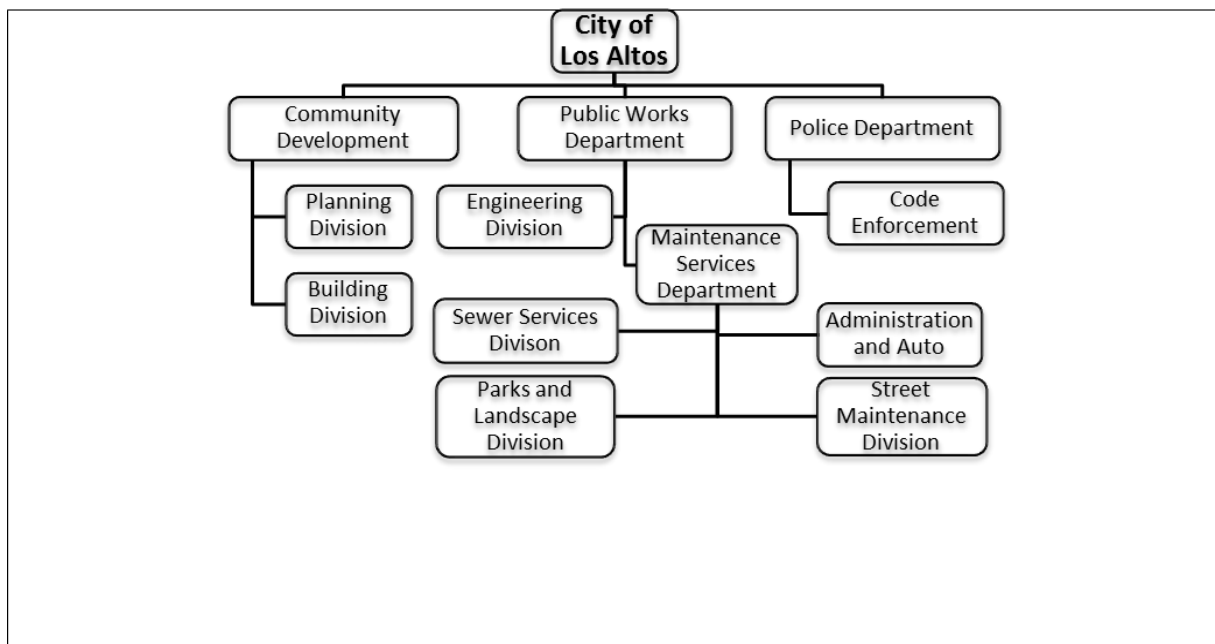 City of
Los Altos
Community
Development
Public Works
Department
Police Department
Planning
Division
Engineering
Division
Code
Enforcement
Maintenance
Services
Department
Building
Division
Sewer Services
Divison
Administration
and Auto
Parks and
Landscape
Division
Street
Maintenance
Division